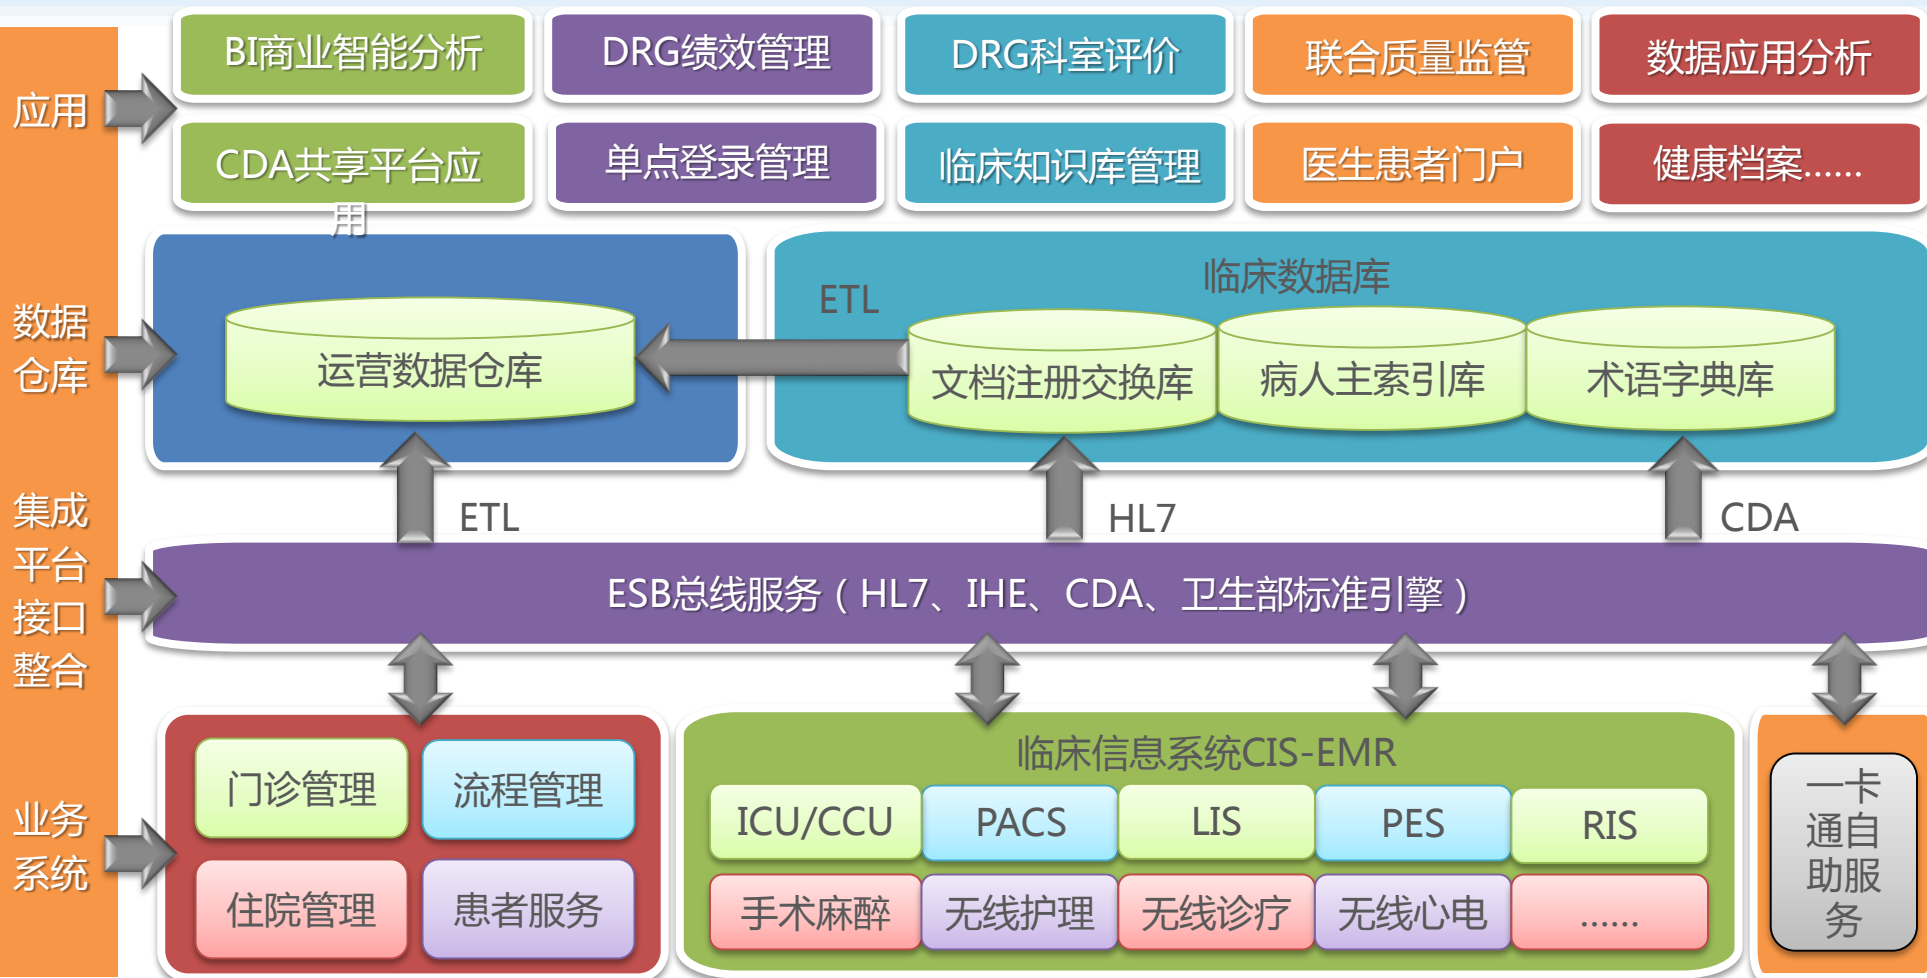 BI商业智能分析
DRG绩效管理
DRG科室评价
联合质量监管
数据应用分析
应用
CDA共享平台应
用
单点登录管理
临床知识库管理
医生患者门户
健康档案......
数据
仓库
运营数据仓库
ETL
临床数据库
文档注册交换库
病人主索引库
术语字典库
ETL
HL7
CDA
集成
平台
接口
整合
ESB总线服务（HL7、IHE、CDA、卫生部标准引擎）
业务
系统
门诊管理
流程管理
住院管理
患者服务
临床信息系统CIS-EMR
ICU/CCU
PACS
LIS
PES
RIS
手术麻醉
无线护理
无线诊疗
无线心电
......
一卡
通自
助服
务